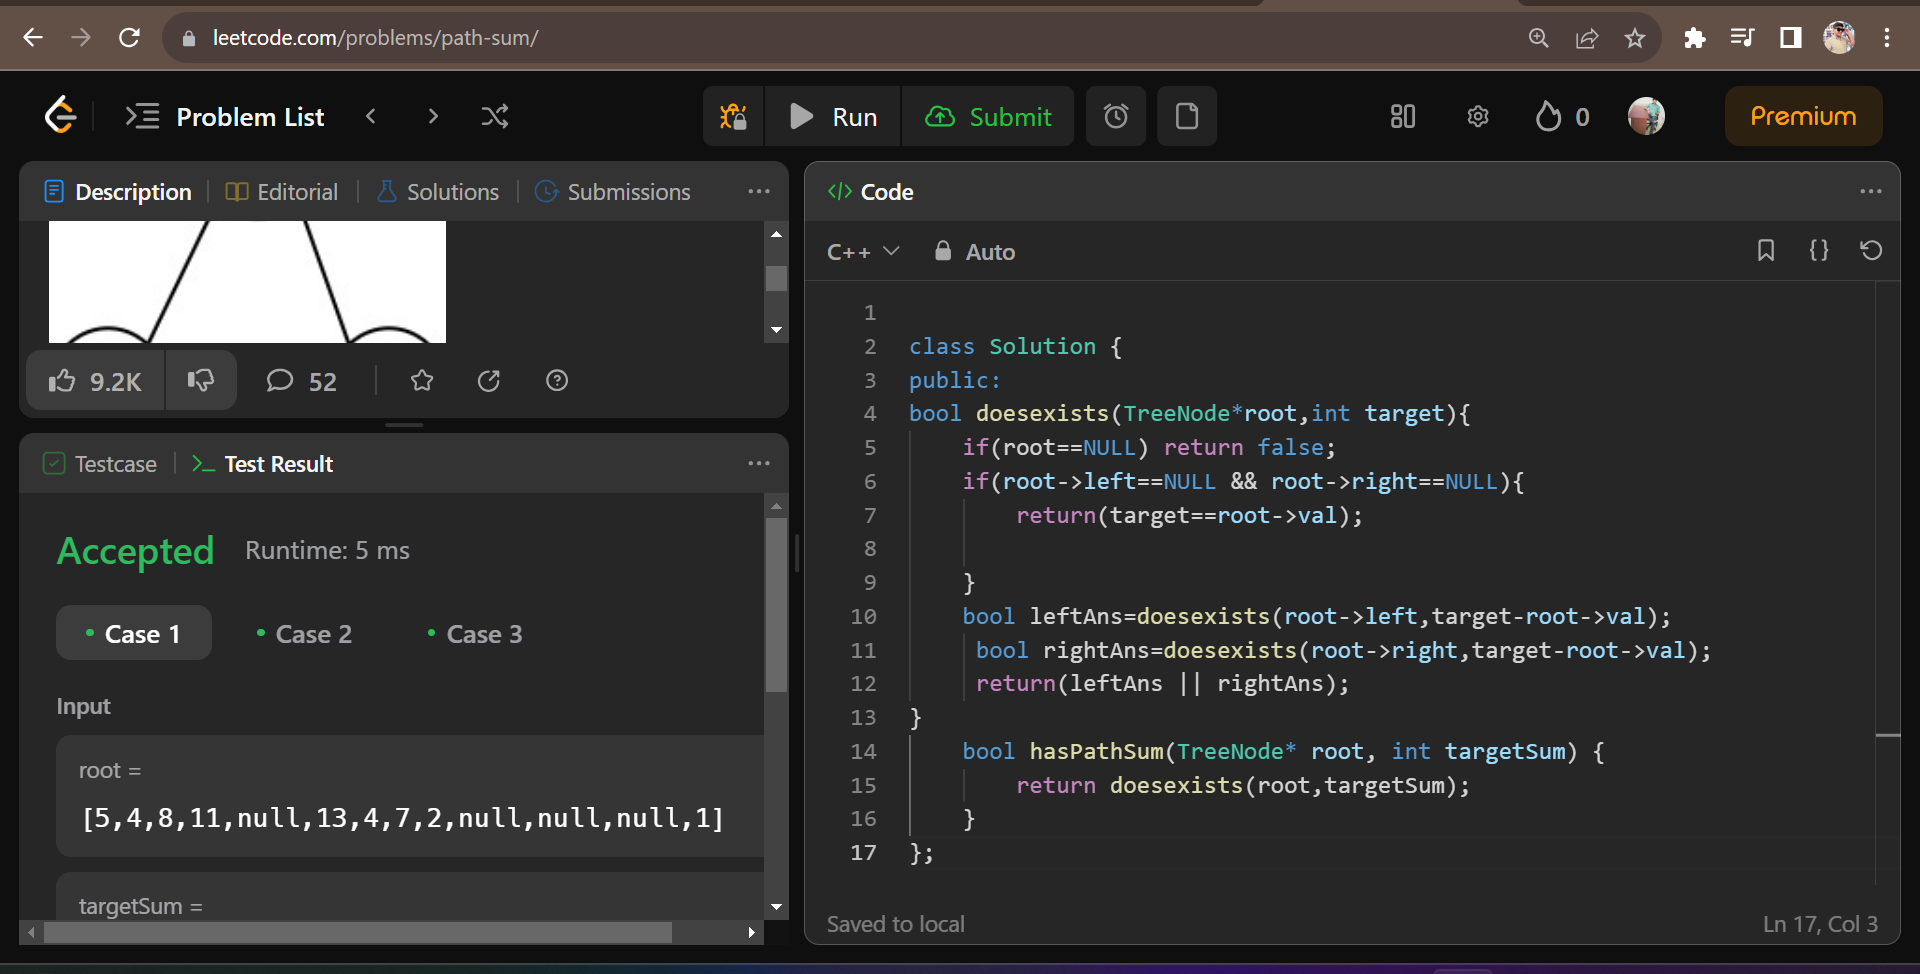 leetcode.com/problems/path-sum/
Problem List
Run
Submit
0
Premium
Description
Editorial
Solutions
Submissions
9.2K
52
Testcase
Test Result
Accepted
Runtime: 5 ms
Case 1
Case 2
Case 3
Input
root =
[5,4,8,11,null,13,4,7,2,null,null,null,1]
targetSum =
</> Code
C++
Auto
{}
1
2 class Solution {
3 public:
4 bool doesexists(TreeNode*root,int target){
5     if(root==NULL) return false;
6     if(root->left==NULL && root->right==NULL){
7         return(target==root->val);
8
9     }
10     bool leftAns=doesexists(root->left,target-root->val);
11      bool rightAns=doesexists(root->right,target-root->val);
12      return(leftAns || rightAns);
13 }
14     bool hasPathSum(TreeNode* root, int targetSum) {
15         return doesexists(root,targetSum);
16     }
17 };
Saved to local
Ln 17, Col 3